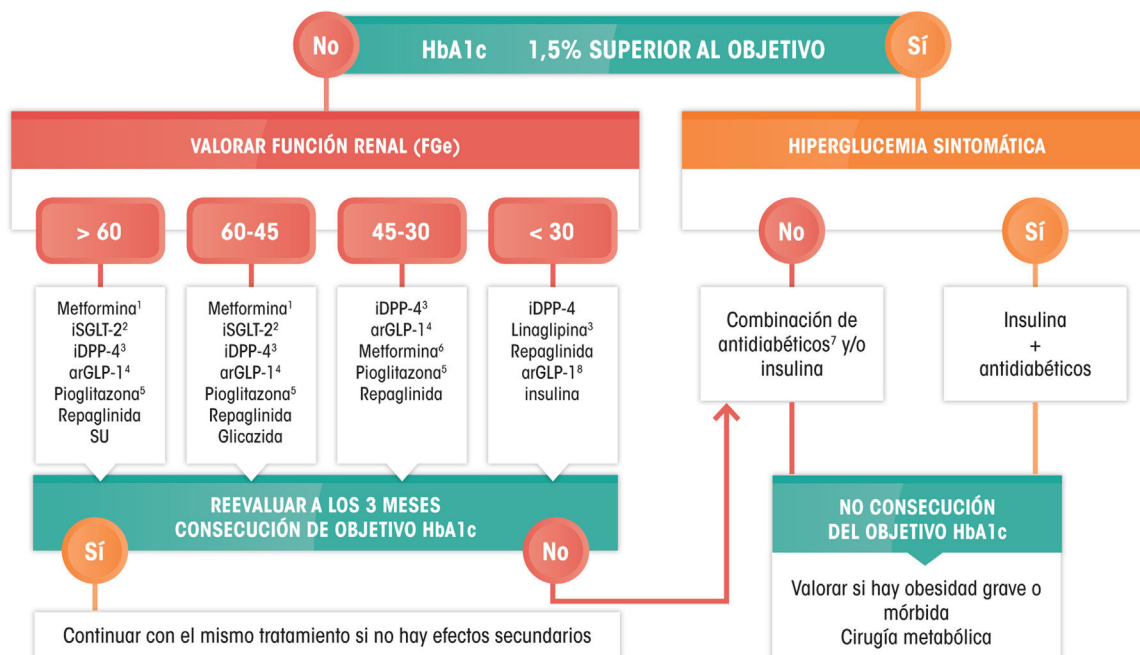 No
HbA1c 1,5% SUPERIOR AL OBJETIVO
Sí
VALORAR FUNCIÓN RENAL (FGe)
HIPERGLUCEMIA SINTOMÁTICA
> 60
60-45
45-30
< 30
No
Sí
Metformina¹
iSGLT-2²
iDPP-4³
arGLP-1⁴
Pioglitazona⁵
Repaglinida
SU
Metformina¹
iSGLT-2²
iDPP-4³
arGLP-1⁴
Pioglitazona⁵
Repaglinida
Glicazida
iDPP-4³
arGLP-1⁴
Metformina⁶
Pioglitazona⁵
Repaglinida
iDPP-4
Linaglipina³
Repaglinida
arGLP-1⁸
insulina
Combinación de
antidiabéticos⁷ y/o
insulina
Insulina
+
antidiabéticos
REEVALUAR A LOS 3 MESES
CONSECUCIÓN DE OBJETIVO HbA1c
Sí
No
NO CONSECUCIÓN
DEL OBJETIVO HbA1c
Continuar con el mismo tratamiento si no hay efectos secundarios
Valorar si hay obesidad grave o
mórbida
Cirugía metabólica